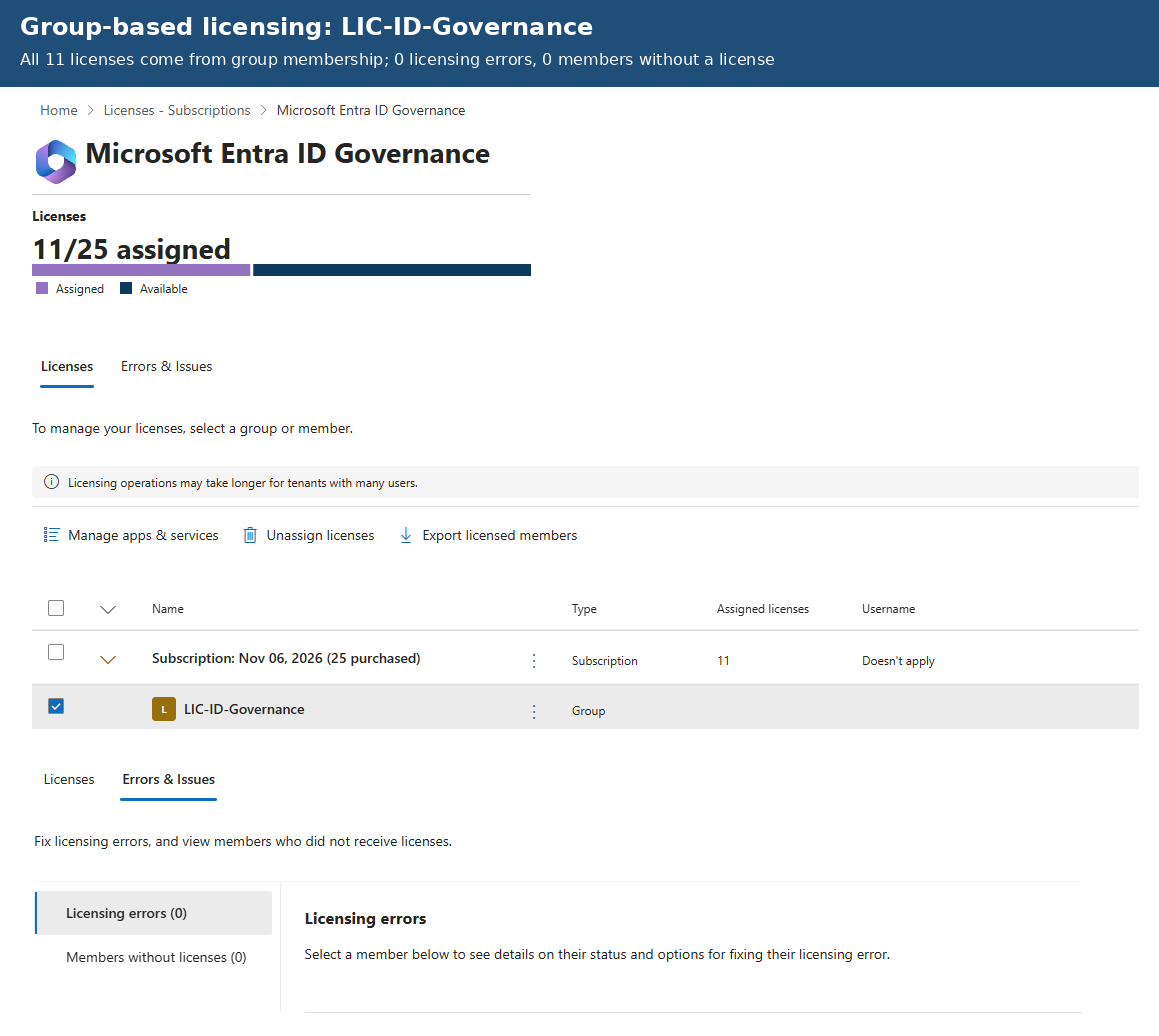 Group-based licensing: LIC-ID-Governance
All 11 licenses come from group membership; 0 licensing errors, 0 members without a license
Home > Licenses - Subscriptions > Microsoft Entra ID Governance
Microsoft Entra ID Governance
Licenses
11/25 assigned
Assigned Available
Licenses Errors & Issues
To manage your licenses, select a group or member.
Licensing operations may take longer for tenants with many users.
Manage apps & services Unassign licenses Export licensed members
Name Type Assigned licenses Username
Subscription: Nov 06, 2026 (25 purchased) Subscription 11 Doesn't apply
L LIC-ID-Governance Group
Licenses Errors & Issues
Fix licensing errors, and view members who did not receive licenses.
Licensing errors (0)
Members without licenses (0)
Licensing errors
Select a member below to see details on their status and options for fixing their licensing error.